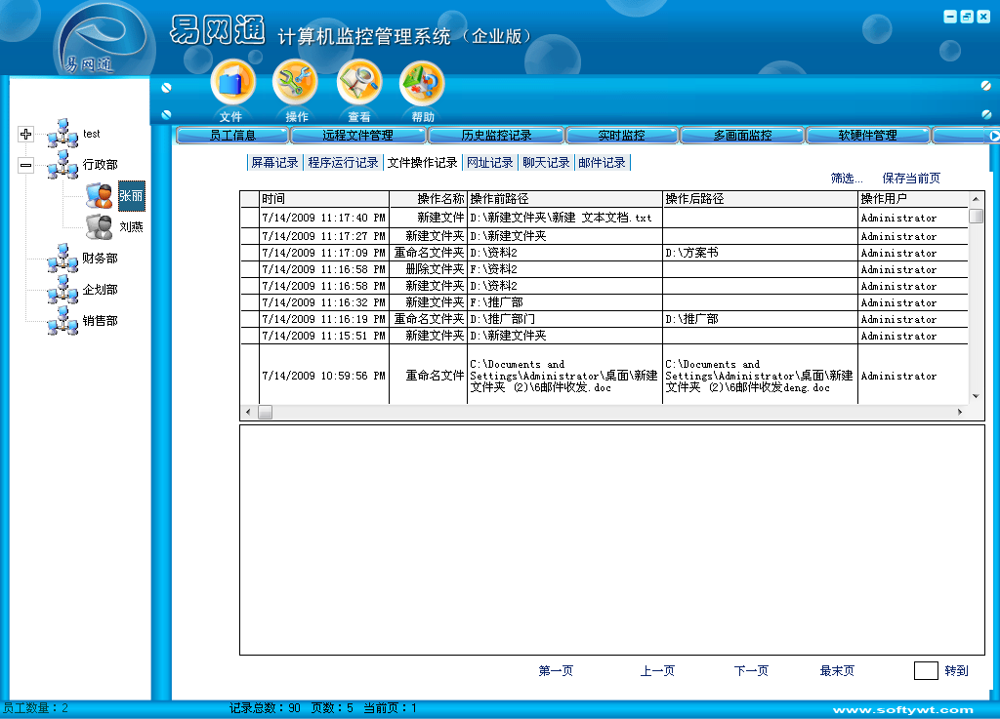 易网通
易网通 计算机监控管理系统（企业版）
文件 操作 查看 帮助
员工信息 远程文件管理 历史监控记录 实时监控 多画面监控 软硬件管理
屏幕记录 程序运行记录 文件操作记录 网址记录 聊天记录 邮件记录
筛选... 保存当前页
test
行政部
张丽
刘燕
财务部
企划部
销售部
时间 操作名称 操作前路径 操作后路径 操作用户
7/14/2009 11:17:40 PM 新建文件 D:\新建文件夹\新建 文本文档.txt Administrator
7/14/2009 11:17:27 PM 新建文件夹 D:\新建文件夹 Administrator
7/14/2009 11:17:09 PM 重命名文件夹 D:\资料2 D:\方案书 Administrator
7/14/2009 11:16:58 PM 删除文件夹 F:\资料2 Administrator
7/14/2009 11:16:58 PM 新建文件夹 D:\资料2 Administrator
7/14/2009 11:16:32 PM 新建文件夹 F:\推广部 Administrator
7/14/2009 11:16:19 PM 重命名文件夹 D:\推广部门 D:\推广部 Administrator
7/14/2009 11:15:51 PM 新建文件夹 D:\新建文件夹 Administrator
7/14/2009 10:59:56 PM 重命名文件 C:\Documents and Settings\Administrator\桌面\新建文件夹 (2)\6邮件收发.doc C:\Documents and Settings\Administrator\桌面\新建文件夹 (2)\6邮件收发deng.doc Administrator
第一页 上一页 下一页 最末页 转到
员工数量：2 记录总数：90 页数：5 当前页：1 www.softywt.com